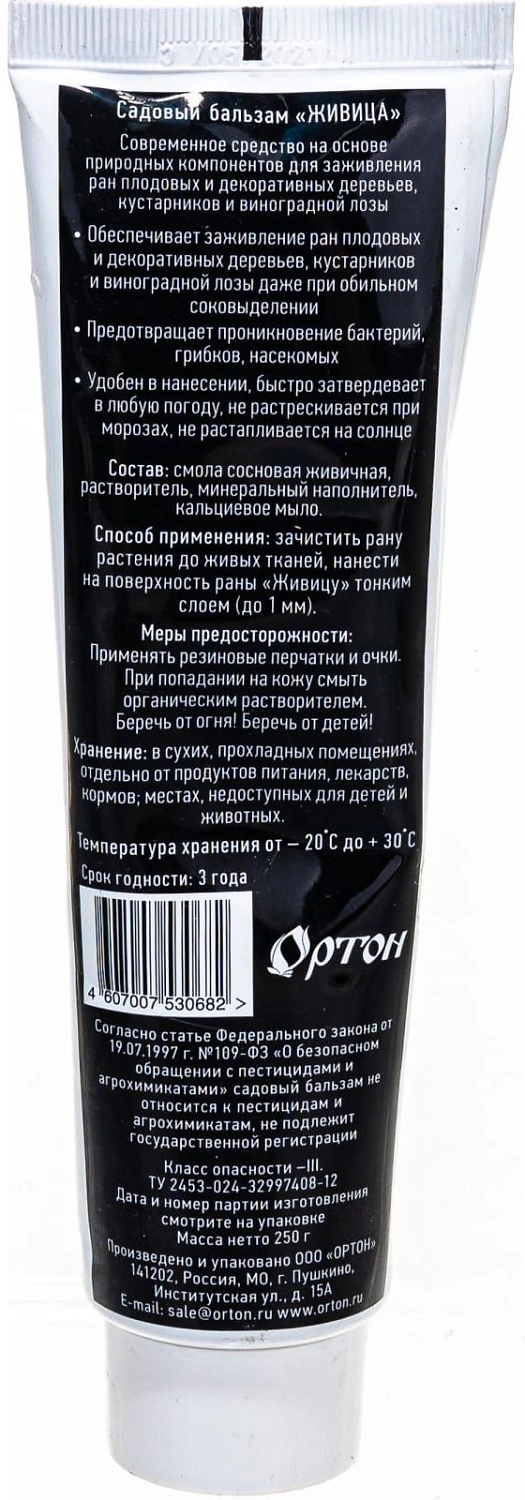 Садовый бальзам «ЖИВИЦА»
Современное средство на основе
природных компонентов для заживления
ран плодовых и декоративных деревьев,
кустарников и виноградной лозы
• Обеспечивает заживление ран плодовых
и декоративных деревьев, кустарников
и виноградной лозы даже при обильном
соковыделении
• Предотвращает проникновение бактерий,
грибков, насекомых
• Удобен в нанесении, быстро затвердевает
в любую погоду, не растрескивается при
морозах, не растапливается на солнце
Состав: смола сосновая живичная,
растворитель, минеральный наполнитель,
кальциевое мыло.
Способ применения: зачистить рану
растения до живых тканей, нанести
на поверхность раны «Живицу» тонким
слоем (до 1 мм).
Меры предосторожности:
Применять резиновые перчатки и очки.
При попадании на кожу смыть
органическим растворителем.
Беречь от огня! Беречь от детей!
Хранение: в сухих, прохладных помещениях,
отдельно от продуктов питания, лекарств,
кормов; местах, недоступных для детей и
животных.
Температура хранения от – 20°С до + 30°С
Срок годности: 3 года
Ортон
4 607007 530682 >
Согласно статье Федерального закона от
19.07.1997 г. №109-ФЗ «О безопасном
обращении с пестицидами и
агрохимикатами» садовый бальзам не
относится к пестицидам и
агрохимикатам, не подлежит
государственной регистрации
Класс опасности –III.
ТУ 2453-024-32997408-12
Дата и номер партии изготовления
смотрите на упаковке
Масса нетто 250 г
Произведено и упаковано ООО «ОРТОН»
141202, Россия, МО, г. Пушкино,
Институтская ул., д. 15А
E-mail: sale@orton.ru www.orton.ru